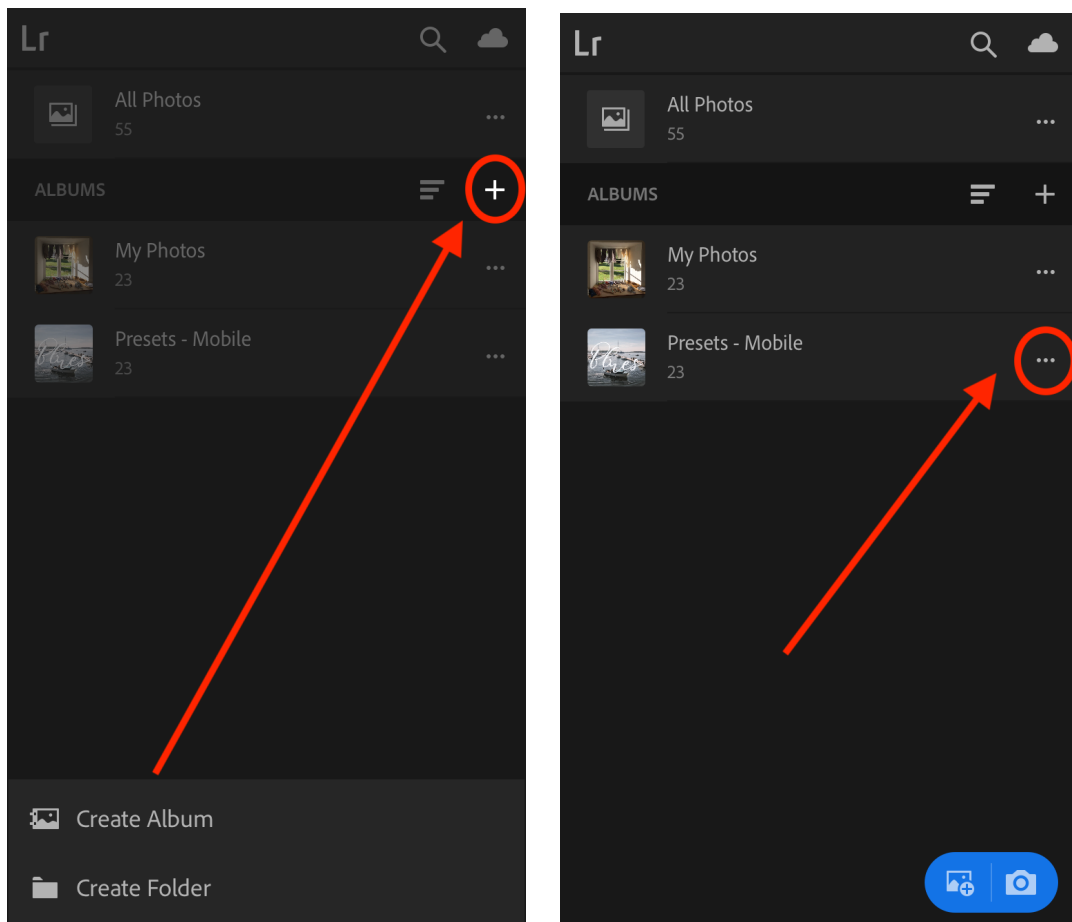 Lr
All Photos
55
ALBUMS
My Photos
23
Presets - Mobile
23
Create Album
Create Folder
Lr
All Photos
55
ALBUMS
My Photos
23
Presets - Mobile
23